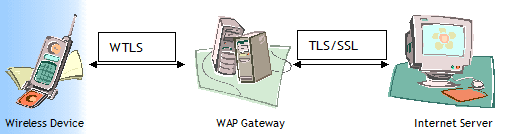 WTLS
TLS/SSL
Wireless Device
WAP Gateway
Internet Server